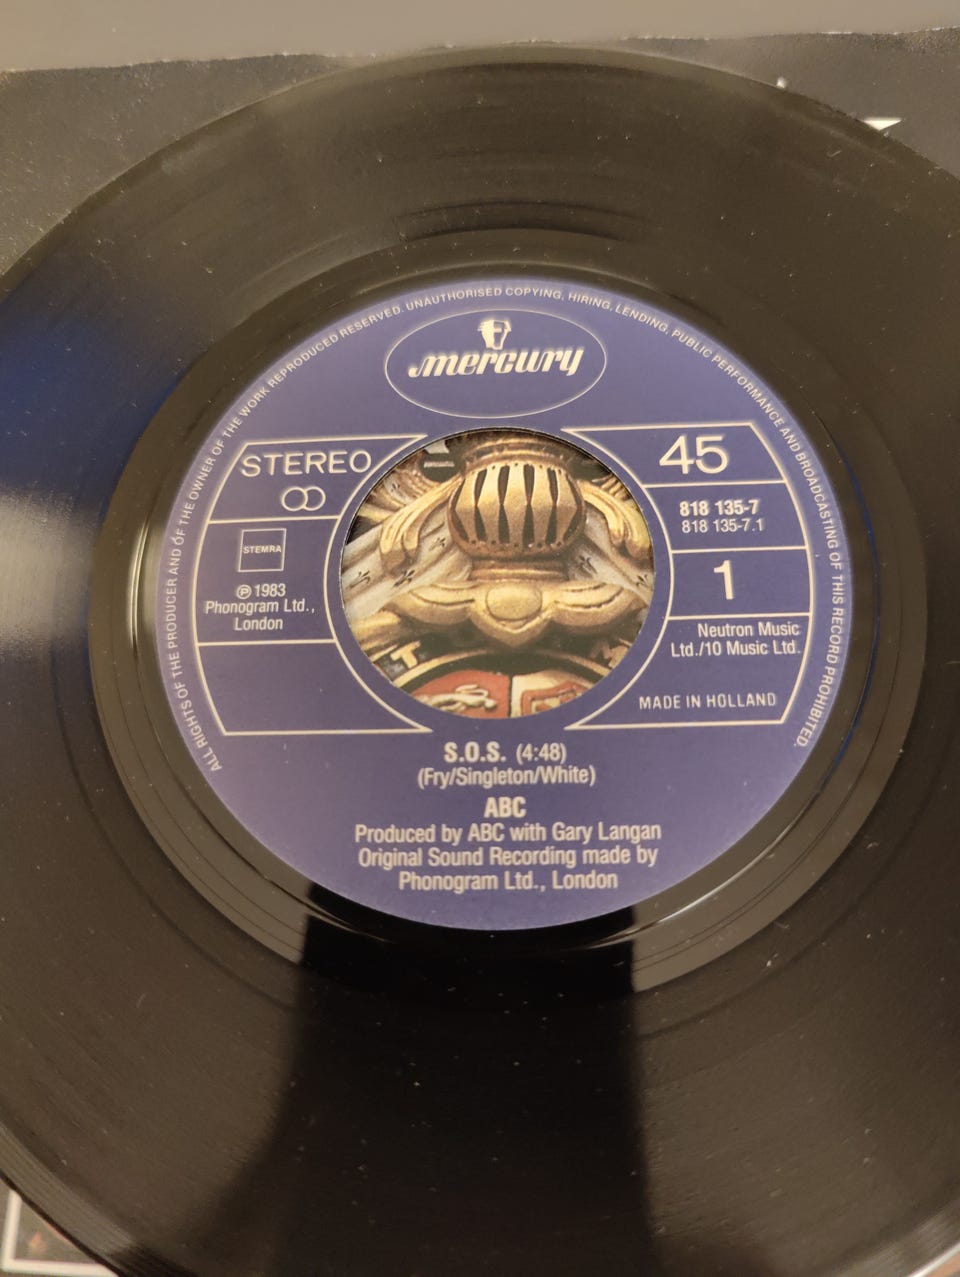 ALL RIGHTS OF THE PRODUCER AND OF THE OWNER OF THE WORK REPRODUCED RESERVED. UNAUTHORISED COPYING, HIRING, LENDING, PUBLIC PERFORMANCE AND BROADCASTING OF THIS RECORD PROHIBITED.
mercury
STEREO
STEMRA
℗ 1983
Phonogram Ltd.,
London
45
818 135-7
818 135-7.1
1
Neutron Music
Ltd./10 Music Ltd.
MADE IN HOLLAND
S.O.S. (4:48)
(Fry/Singleton/White)
ABC
Produced by ABC with Gary Langan
Original Sound Recording made by
Phonogram Ltd., London